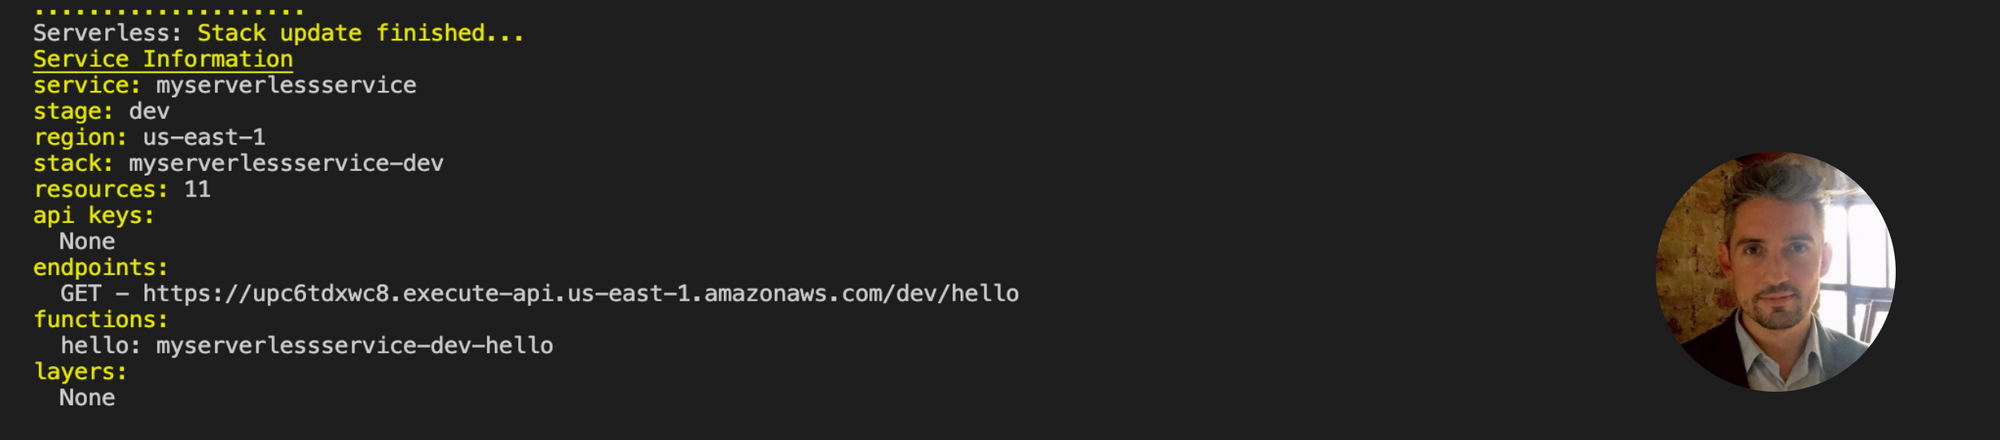 ....................
Serverless: Stack update finished...
Service Information
service: myserverlessservice
stage: dev
region: us-east-1
stack: myserverlessservice-dev
resources: 11
api keys:
  None
endpoints:
  GET - https://upc6tdxwc8.execute-api.us-east-1.amazonaws.com/dev/hello
functions:
  hello: myserverlessservice-dev-hello
layers:
  None